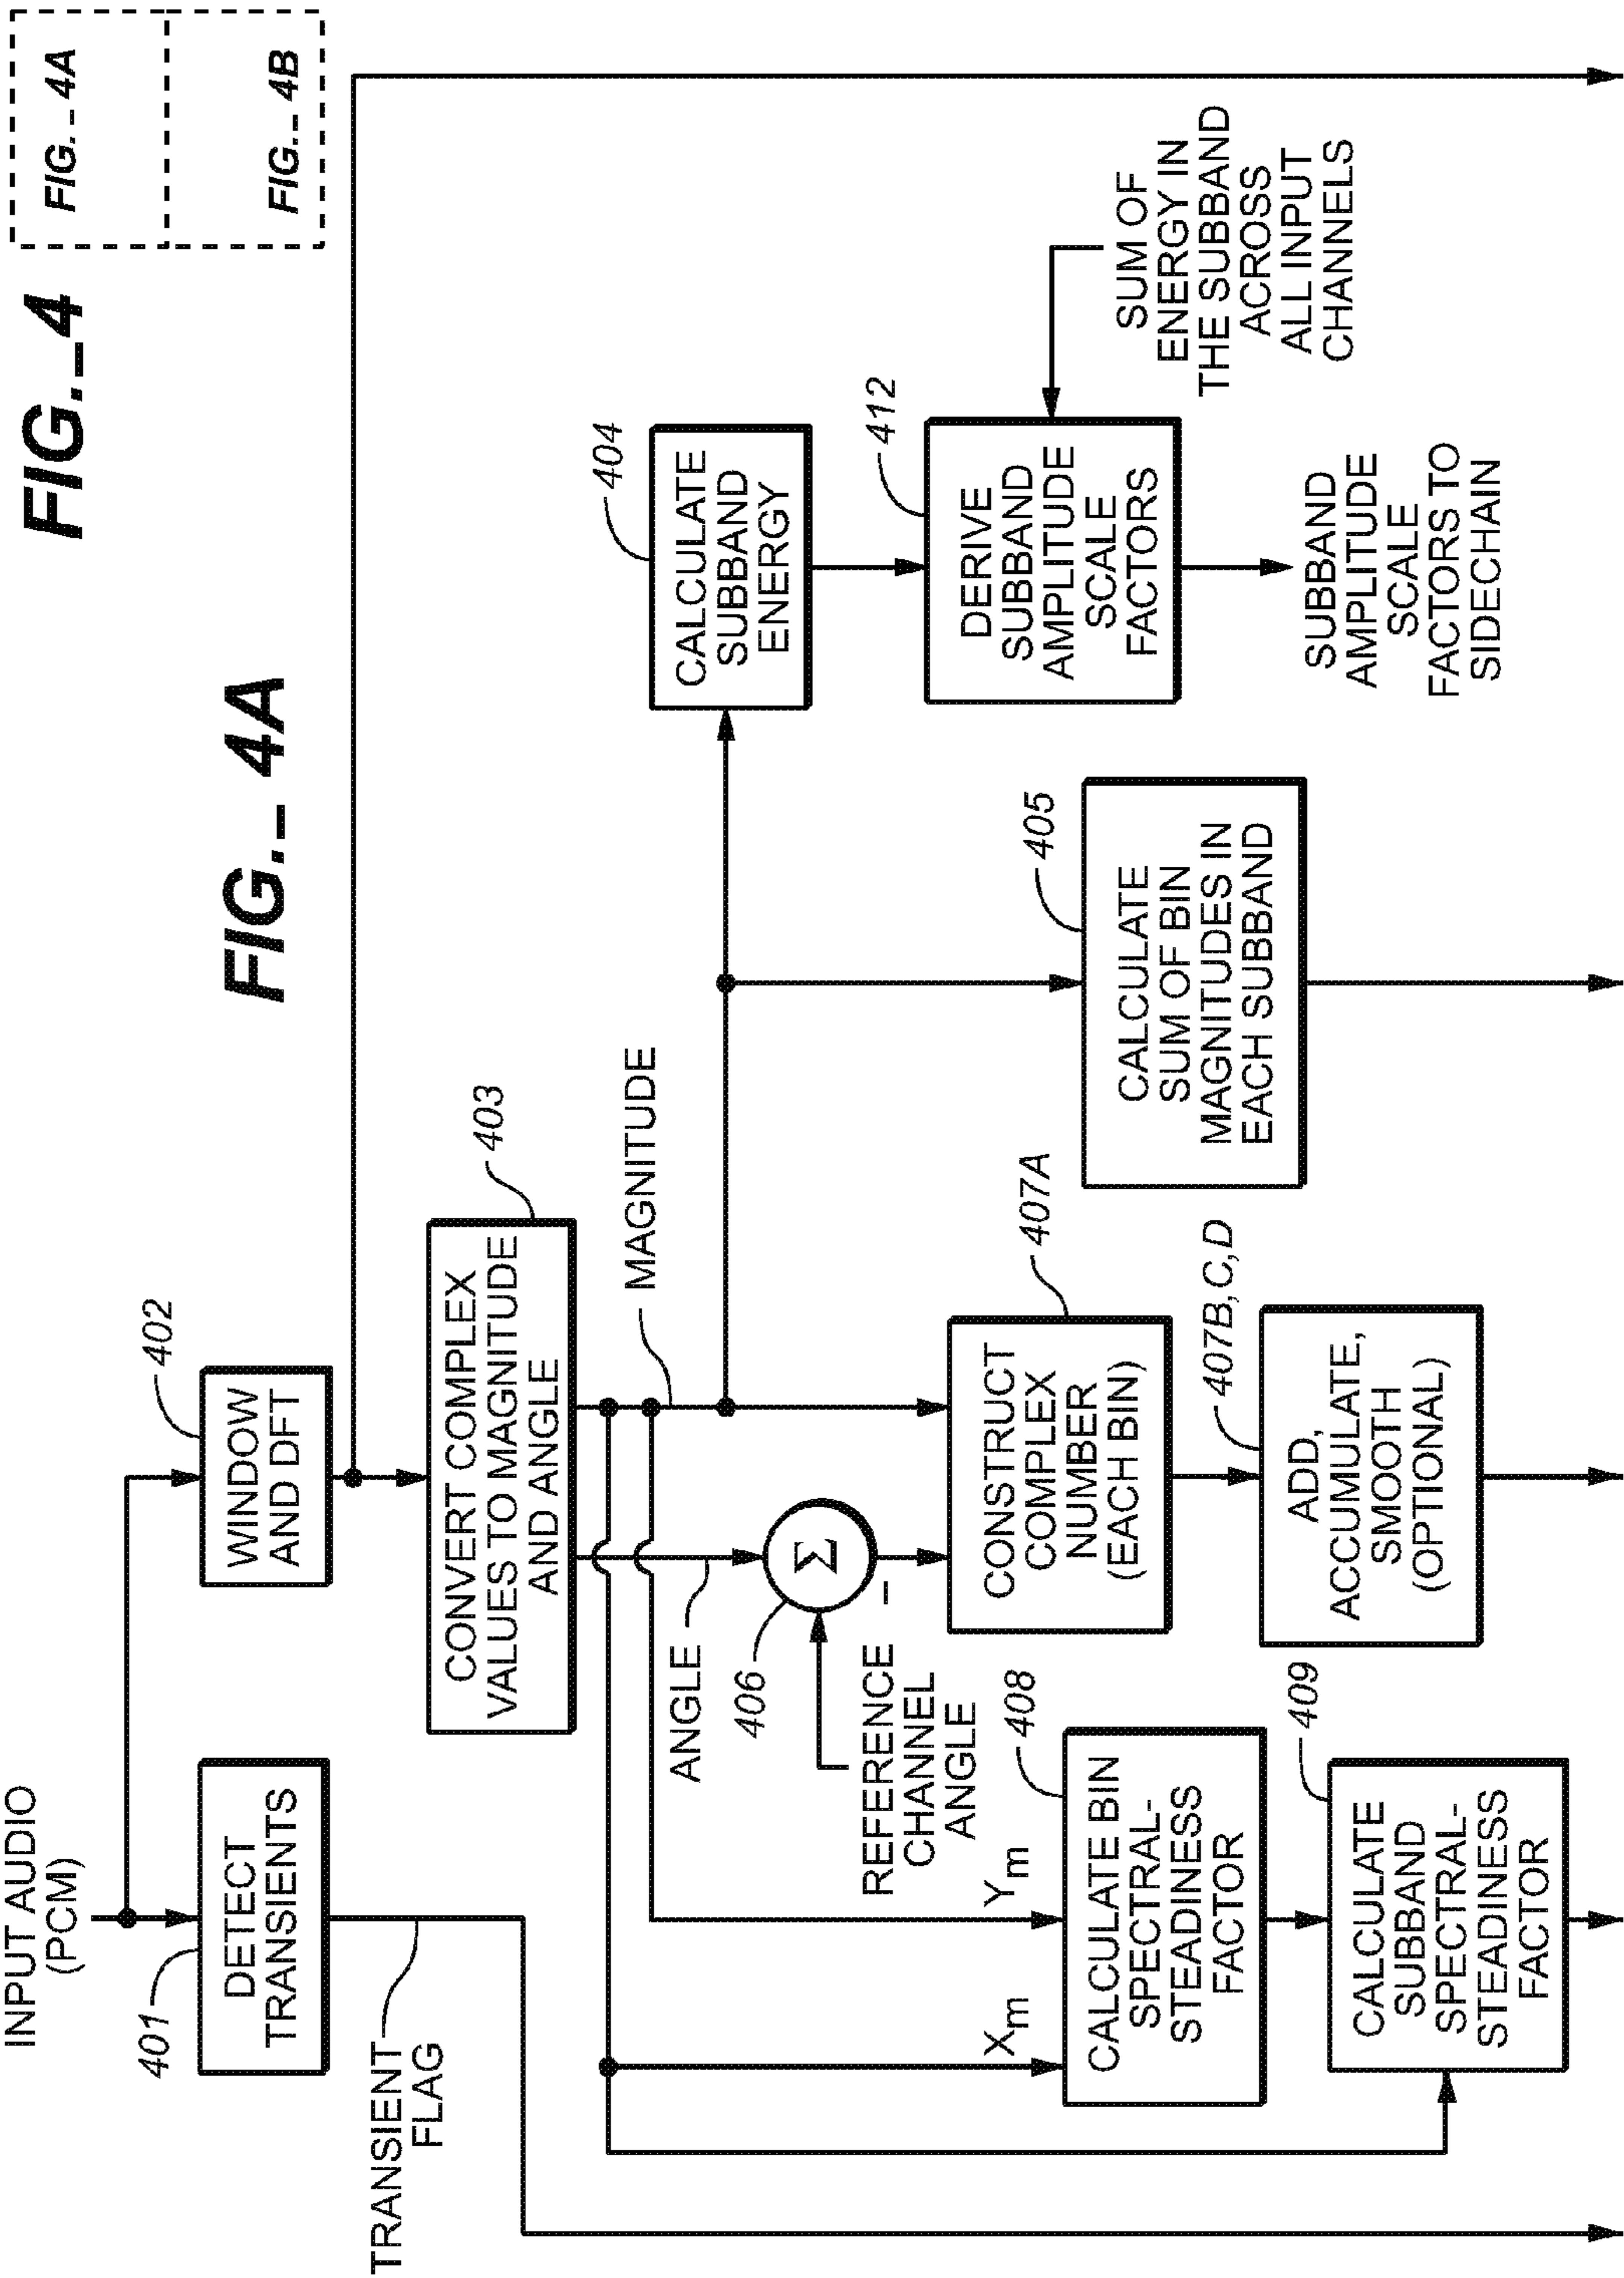 FIG._4
FIG._4A
FIG._4B
FIG._4A
INPUT AUDIO
(PCM)
401
DETECT
TRANSIENTS
TRANSIENT
FLAG
402
WINDOW
AND DFT
403
CONVERT COMPLEX
VALUES TO MAGNITUDE
AND ANGLE
ANGLE
MAGNITUDE
406
Σ
–
REFERENCE
CHANNEL
ANGLE
404
CALCULATE
SUBBAND
ENERGY
412
DERIVE
SUBBAND
AMPLITUDE
SCALE
FACTORS
SUM OF
ENERGY IN
THE SUBBAND
ACROSS
ALL INPUT
CHANNELS
SUBBAND
AMPLITUDE
SCALE
FACTORS TO
SIDECHAIN
405
CALCULATE
SUM OF BIN
MAGNITUDES IN
EACH SUBBAND
407A
CONSTRUCT
COMPLEX
NUMBER
(EACH BIN)
407B,C,D
ADD,
ACCUMULATE,
SMOOTH
(OPTIONAL)
Xm
Ym
408
CALCULATE BIN
SPECTRAL-
STEADINESS
FACTOR
409
CALCULATE
SUBBAND
SPECTRAL-
STEADINESS
FACTOR